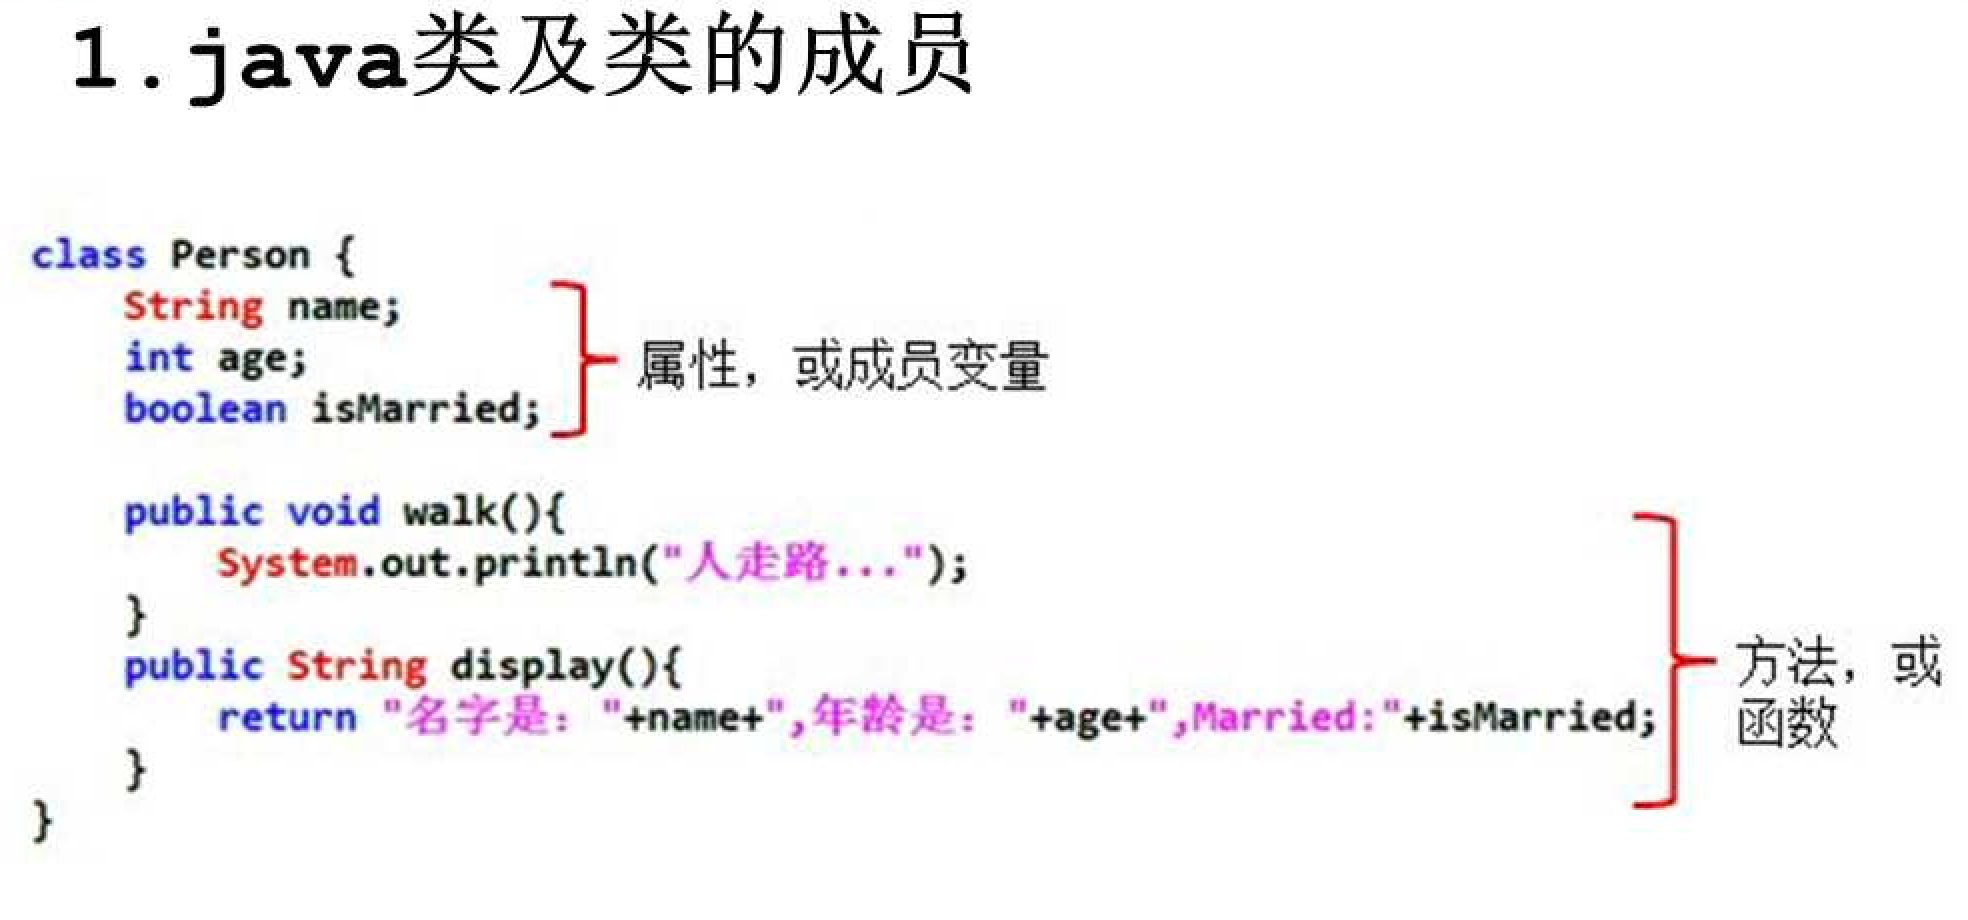 1.java类及类的成员
class Person {
String name;
int age;
boolean isMarried;
属性，或成员变量
public void walk(){
System.out.println("人走路...");
}
public String display(){
return "名字是："+name+",年龄是："+age+",Married:"+isMarried;
}
}
方法，或
函数